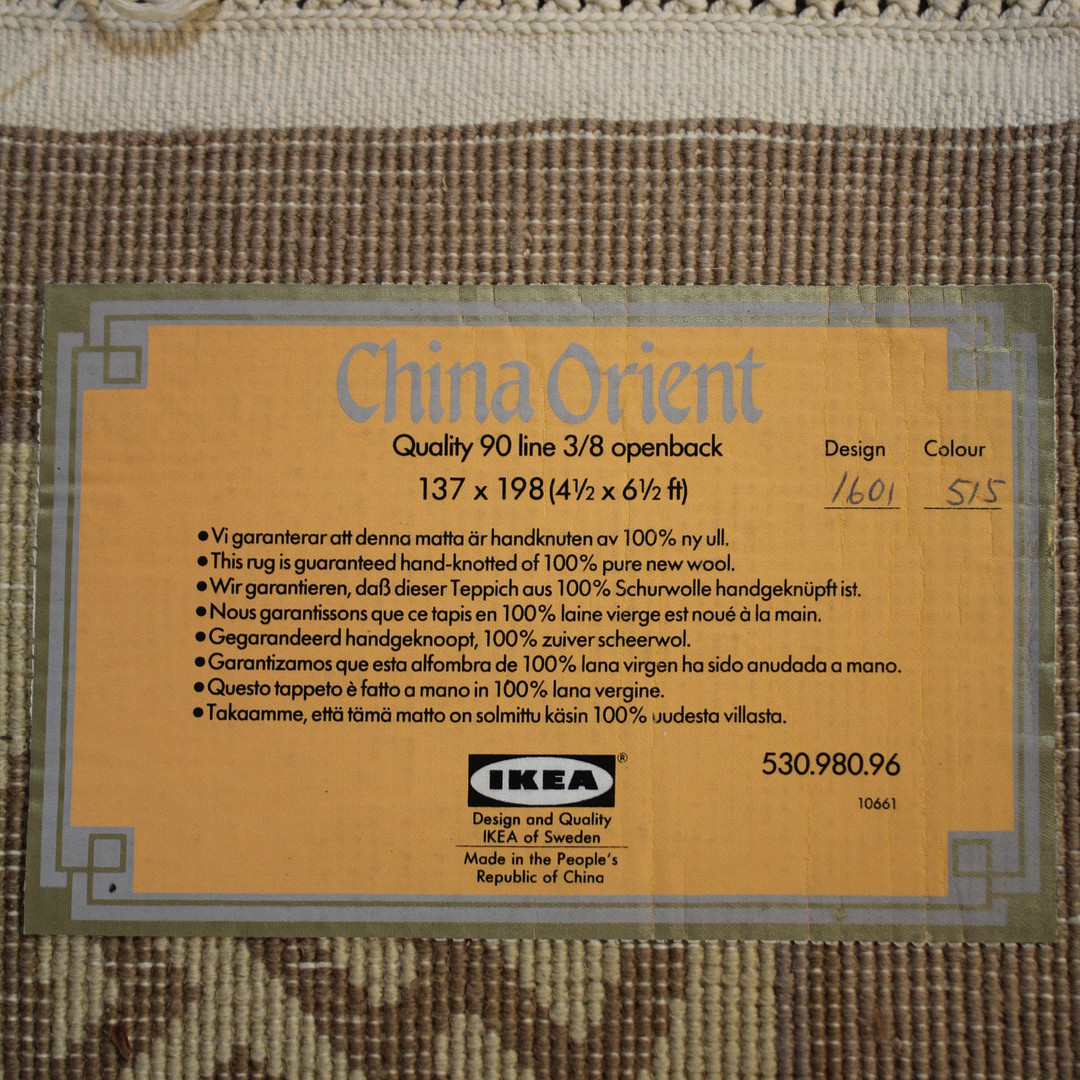 China Orient
Quality 90 line 3/8 openback
Design Colour
137 x 198 (4½ x 6½ ft)
1601 515
●Vi garanterar att denna matta är handknuten av 100% ny ull.
●This rug is guaranteed hand-knotted of 100% pure new wool.
●Wir garantieren, daß dieser Teppich aus 100% Schurwolle handgeknüpft ist.
●Nous garantissons que ce tapis en 100% laine vierge est noué à la main.
●Gegarandeerd handgeknoopt, 100% zuiver scheerwol.
●Garantizamos que esta alfombra de 100% lana virgen ha sido anudada a mano.
●Questo tappeto è fatto a mano in 100% lana vergine.
●Takaamme, että tämä matto on solmittu käsin 100% uudesta villasta.
IKEA®
530.980.96
10661
Design and Quality
IKEA of Sweden
Made in the People's
Republic of China